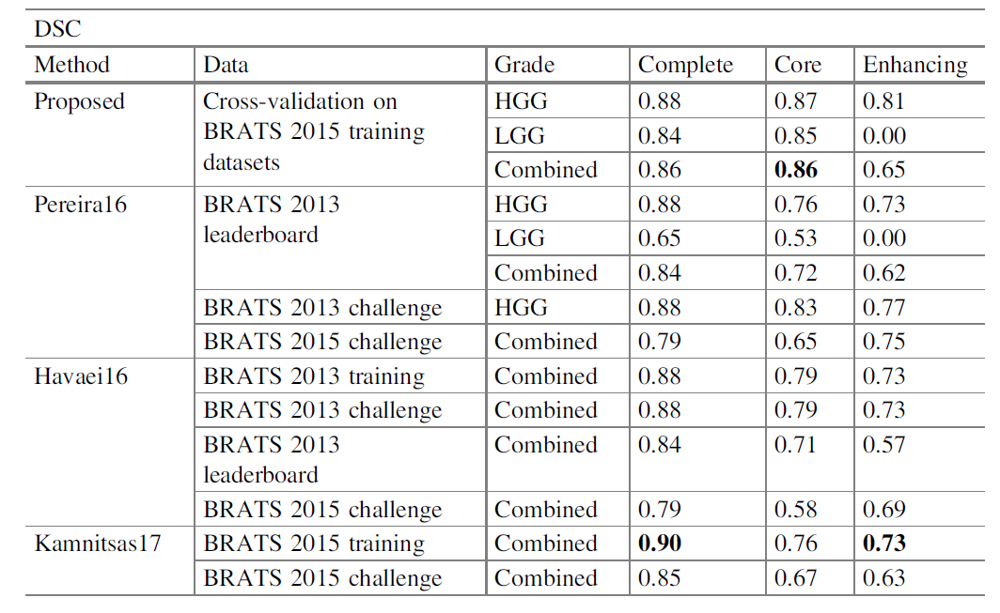 DSC
Method Data Grade Complete Core Enhancing
Proposed Cross-validation on HGG 0.88 0.87 0.81
BRATS 2015 training LGG 0.84 0.85 0.00
datasets Combined 0.86 0.86 0.65
Pereira16 BRATS 2013 HGG 0.88 0.76 0.73
leaderboard LGG 0.65 0.53 0.00
Combined 0.84 0.72 0.62
BRATS 2013 challenge HGG 0.88 0.83 0.77
BRATS 2015 challenge Combined 0.79 0.65 0.75
Havaei16 BRATS 2013 training Combined 0.88 0.79 0.73
BRATS 2013 challenge Combined 0.88 0.79 0.73
BRATS 2013 Combined 0.84 0.71 0.57
leaderboard
BRATS 2015 challenge Combined 0.79 0.58 0.69
Kamnitsas17 BRATS 2015 training Combined 0.90 0.76 0.73
BRATS 2015 challenge Combined 0.85 0.67 0.63